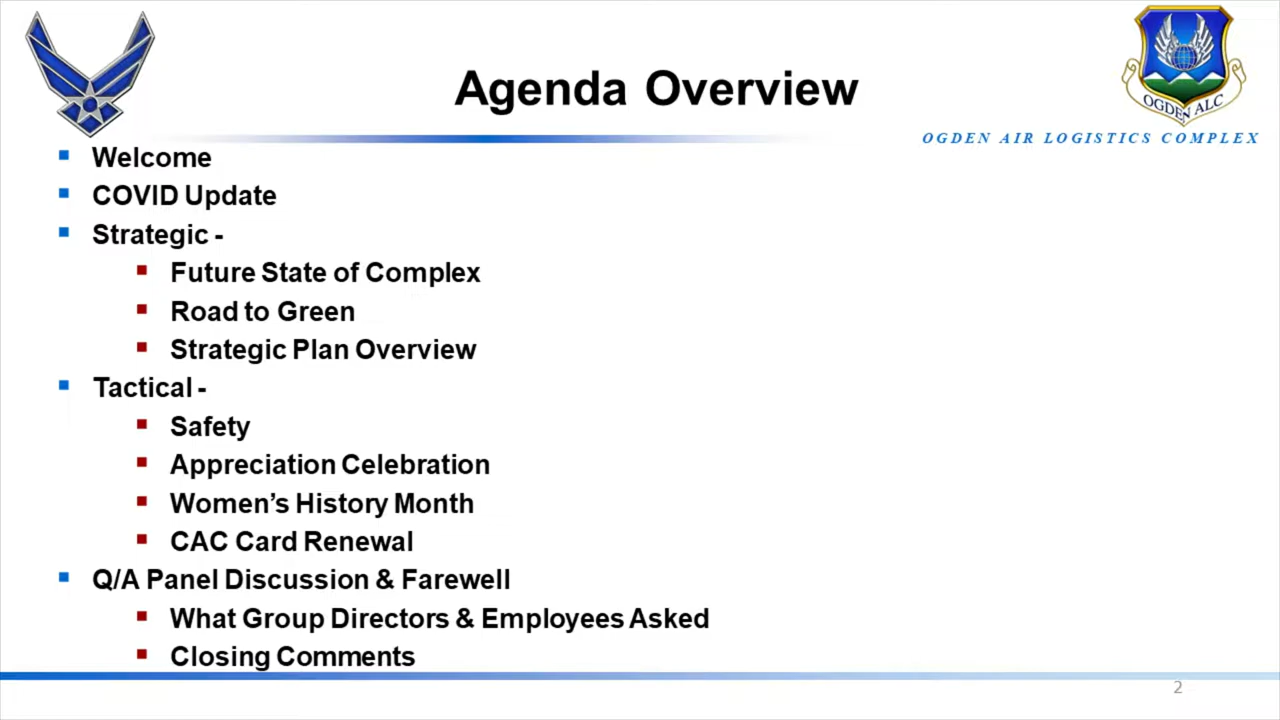 Agenda Overview
OGDEN ALC
OGDEN AIR LOGISTICS COMPLEX
Welcome
COVID Update
Strategic -
Future State of Complex
Road to Green
Strategic Plan Overview
Tactical -
Safety
Appreciation Celebration
Women’s History Month
CAC Card Renewal
Q/A Panel Discussion & Farewell
What Group Directors & Employees Asked
Closing Comments
2